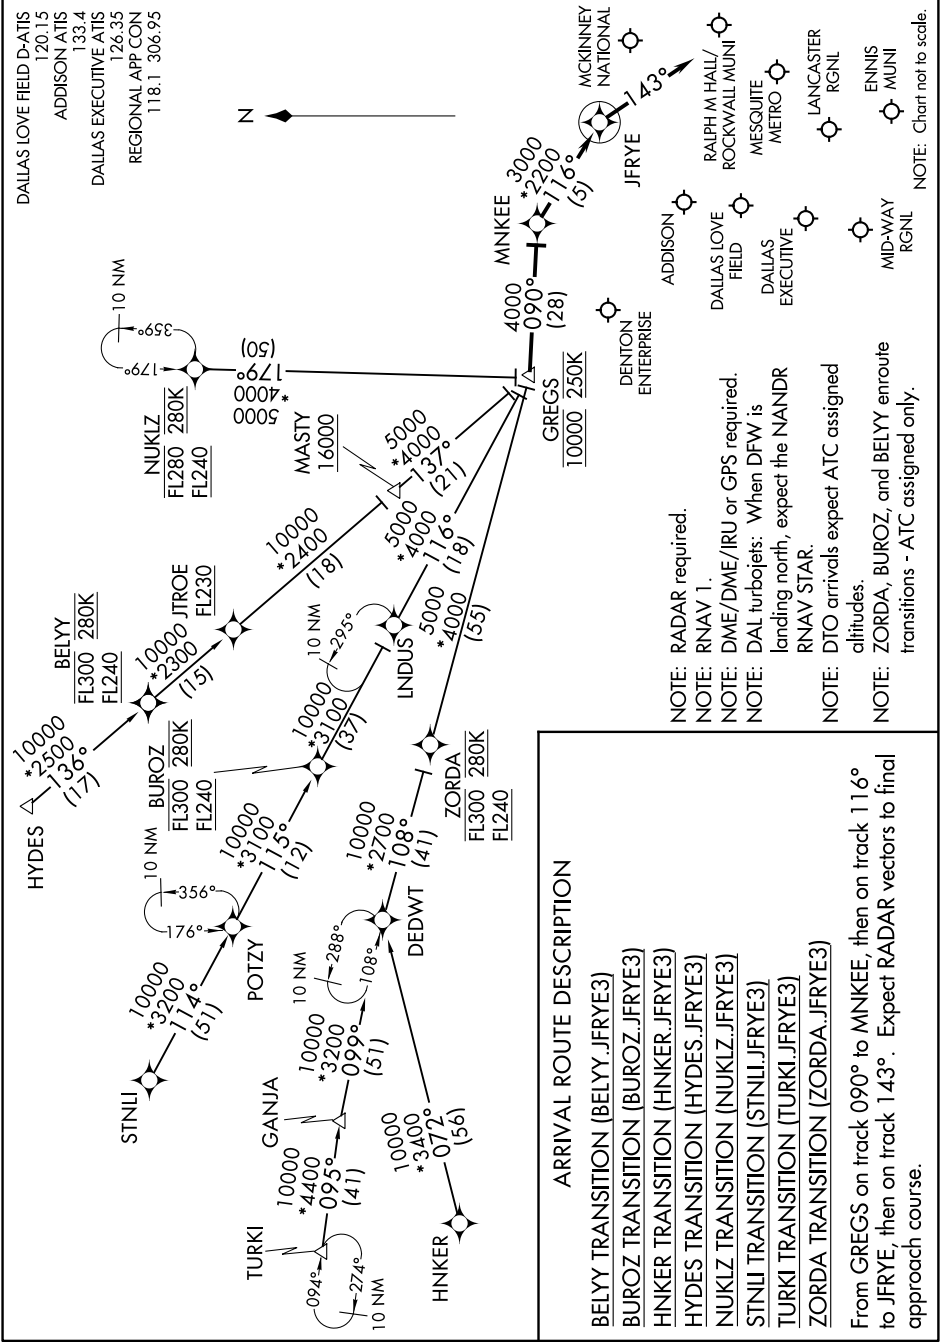 DALLAS LOVE FIELD D-ATIS
120.15
ADDISON ATIS
133.4
DALLAS EXECUTIVE ATIS
126.35
REGIONAL APP CON
118.1 306.95
N
HYDES
10000
*2500
136°
(17)
BELYY
FL300 280K
FL240
10000
*2300
(15)
JTROE
FL230
10000
*2400
(18)
MASTY
16000
5000
*4000
137°
(21)
NUKLZ
FL280 280K
FL240
10 NM
179°
359°
5000
*4000
179°
(50)
STNLI
10000
*3200
114°
(51)
POTZY
10 NM
176°
356°
10000
*3100
115°
(12)
BUROZ
FL300 280K
FL240
10000
*3100
(37)
LNDUS
10 NM
295°
5000
*4000
116°
(18)
TURKI
094°
274°
10 NM
10000
*4400
095°
(41)
GANJA
10000
*3200
099°
(51)
10 NM
288°
108°
DEDWT
HNKER
10000
*3400
072°
(56)
10000
*2700
108°
(41)
ZORDA
FL300 280K
FL240
5000
*4000
(55)
GREGS
10000 250K
4000
090°
(28)
MNKEE
3000
*2200
116°
(5)
JFRYE
143°
MCKINNEY
NATIONAL
DENTON
ENTERPRISE
ADDISON
RALPH M HALL/
ROCKWALL MUNI
DALLAS LOVE
FIELD
MESQUITE
METRO
DALLAS
EXECUTIVE
LANCASTER
RGNL
MID-WAY
RGNL
ENNIS
MUNI
NOTE: Chart not to scale.
NOTE: RADAR required.
NOTE: RNAV 1.
NOTE: DME/DME/IRU or GPS required.
NOTE: DAL turbojets: When DFW is
landing north, expect the NANDR
RNAV STAR.
NOTE: DTO arrivals expect ATC assigned
altitudes.
NOTE: ZORDA, BUROZ, and BELYY enroute
transitions - ATC assigned only.
ARRIVAL ROUTE DESCRIPTION
BELYY TRANSITION (BELYY.JFRYE3)
BUROZ TRANSITION (BUROZ.JFRYE3)
HNKER TRANSITION (HNKER.JFRYE3)
HYDES TRANSITION (HYDES.JFRYE3)
NUKLZ TRANSITION (NUKLZ.JFRYE3)
STNLI TRANSITION (STNLI.JFRYE3)
TURKI TRANSITION (TURKI.JFRYE3)
ZORDA TRANSITION (ZORDA.JFRYE3)
From GREGS on track 090° to MNKEE, then on track 116°
to JFRYE, then on track 143°. Expect RADAR vectors to final
approach course.